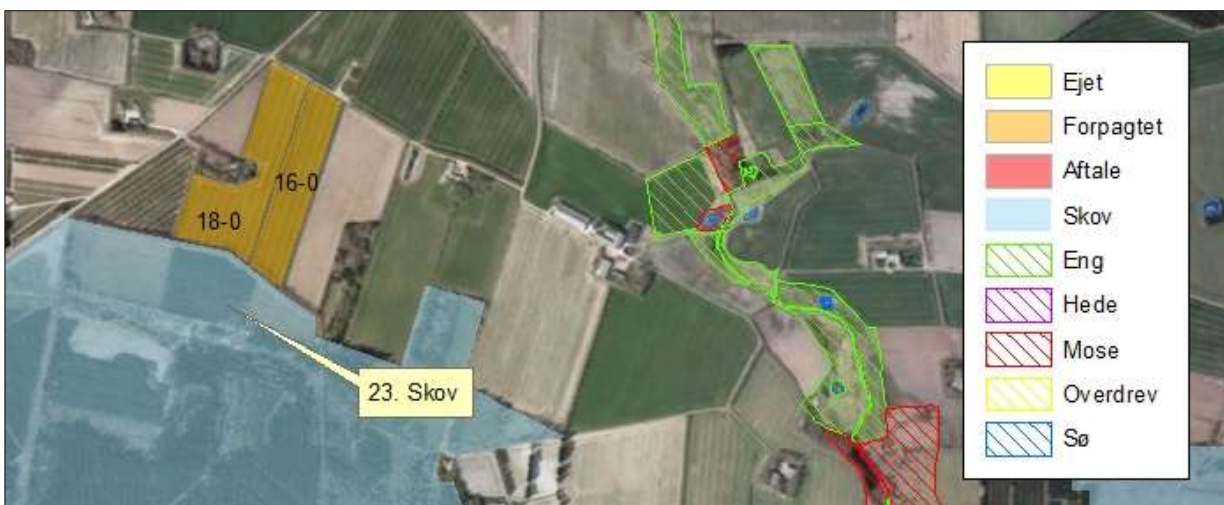 16-0
18-0
23. Skov
Ejet
Forpagtet
Aftale
Skov
Eng
Hede
Mose
Overdrev
Sø